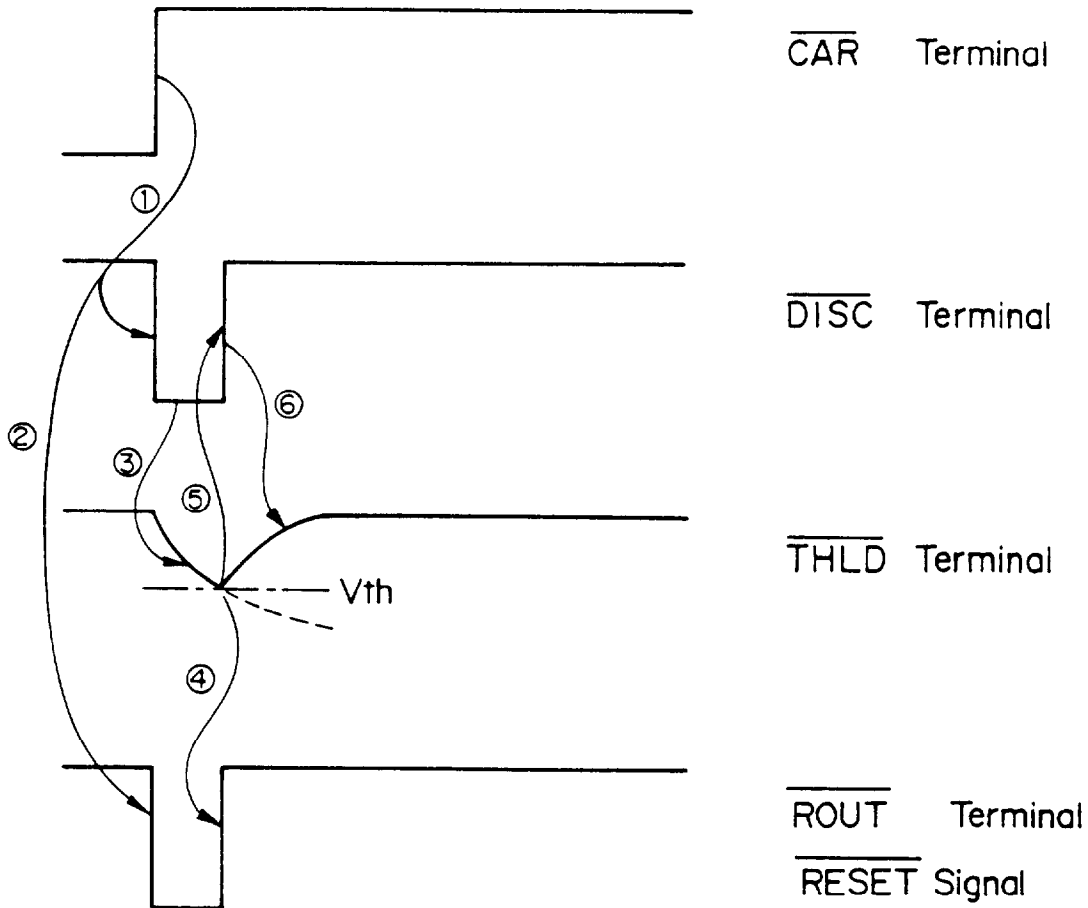 CAR Terminal
①
DISC Terminal
②
⑥
③
⑤
THLD Terminal
Vth
④
ROUT Terminal
RESET Signal